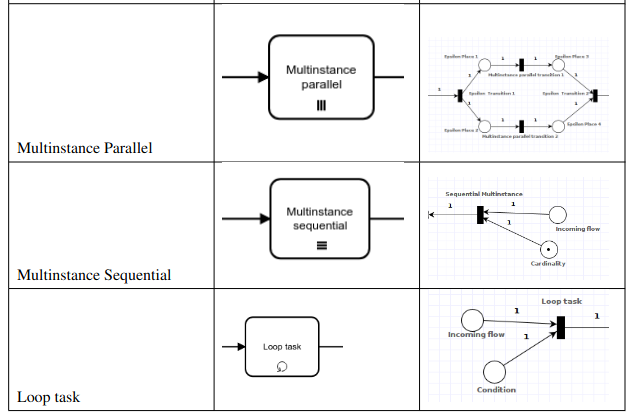 Multinstance Parallel
Multinstance
parallel
Epsilon Place 1
1
1
Epsilon Place 3
1
Multinstance parallel transition 1
1
1
Epsilon Transition 1
Epsilon Transition 2
1
1
1
1
1
Epsilon Place 2
Epsilon Place 4
Multinstance parallel transition 2
Multinstance Sequential
Multinstance
sequential
Sequential Multinstance
1
1
1
Incoming flow
Cardinality
Loop task
Loop task
Loop task
1
1
Incoming flow
1
Condition